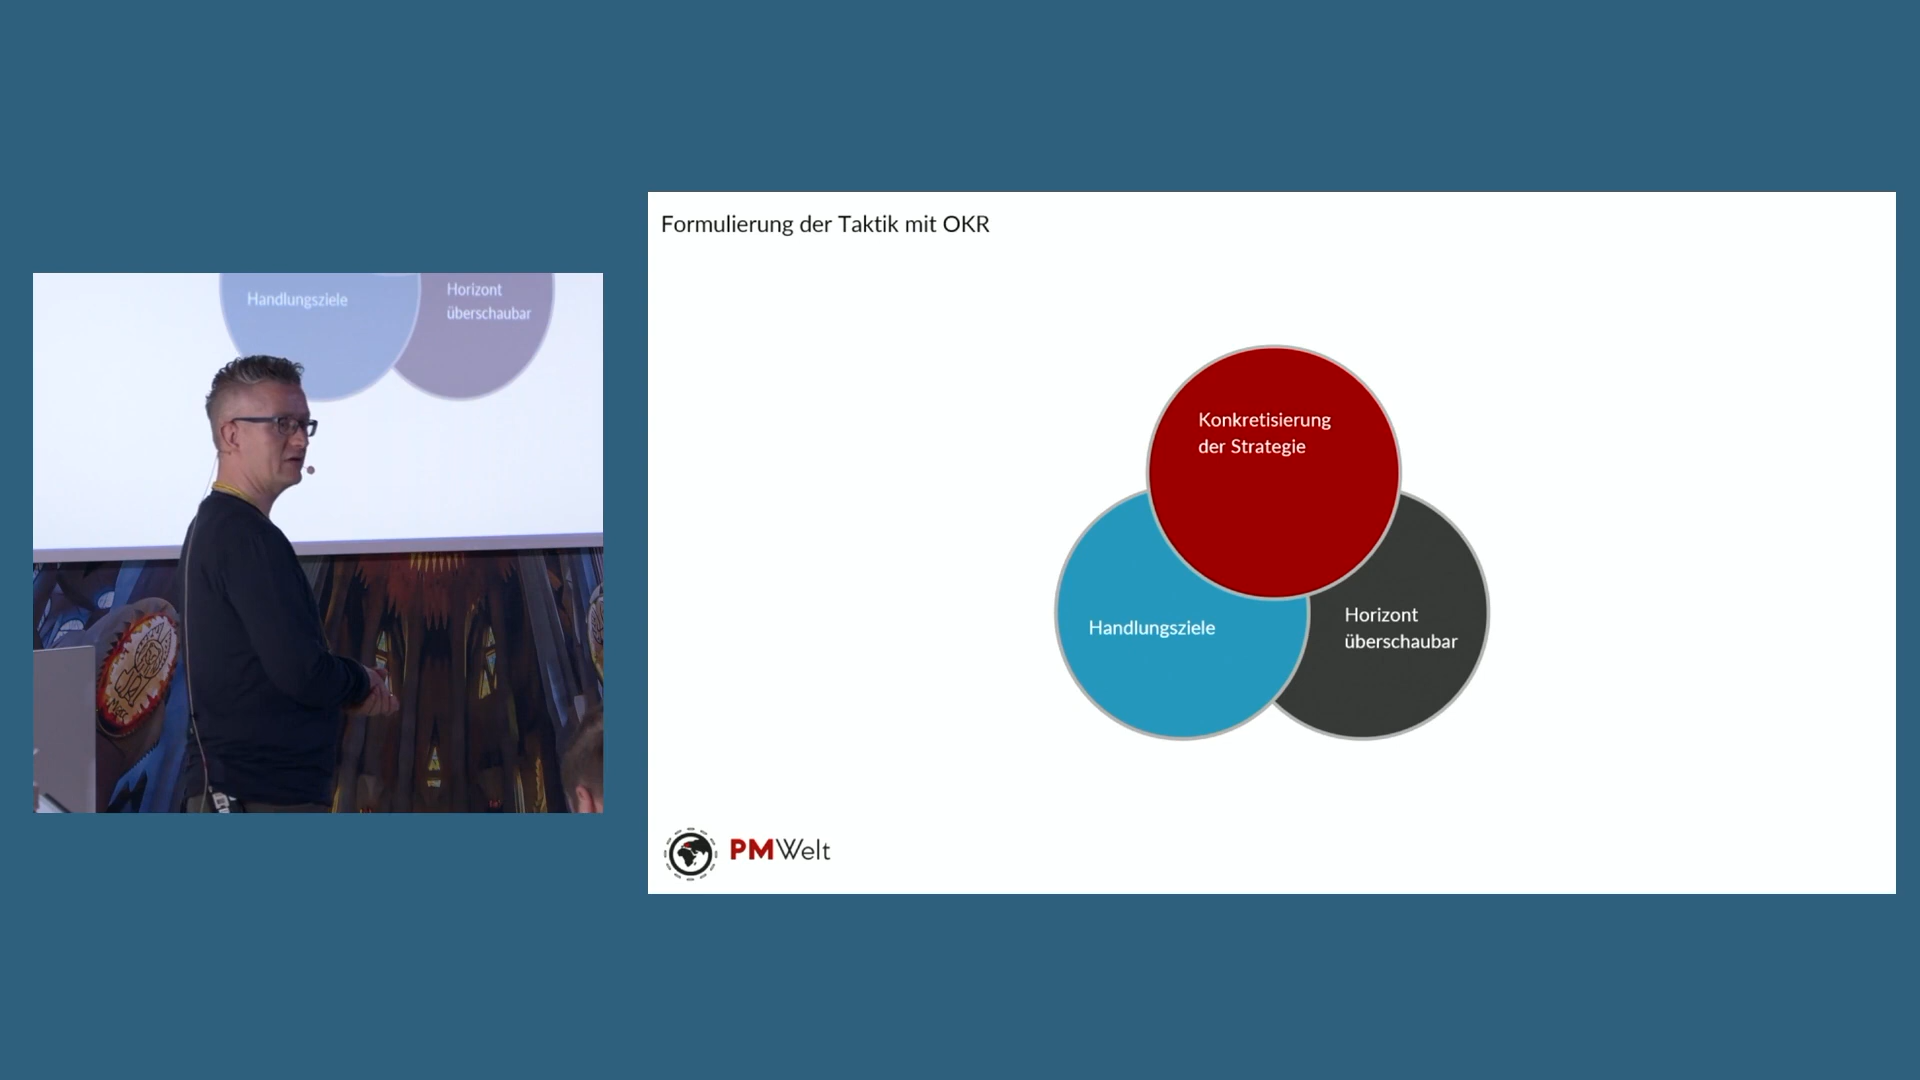 Handlungsziele
Horizont
überschaubar
Formulierung der Taktik mit OKR
Konkretisierung
der Strategie
Handlungsziele
Horizont
überschaubar
PMWelt